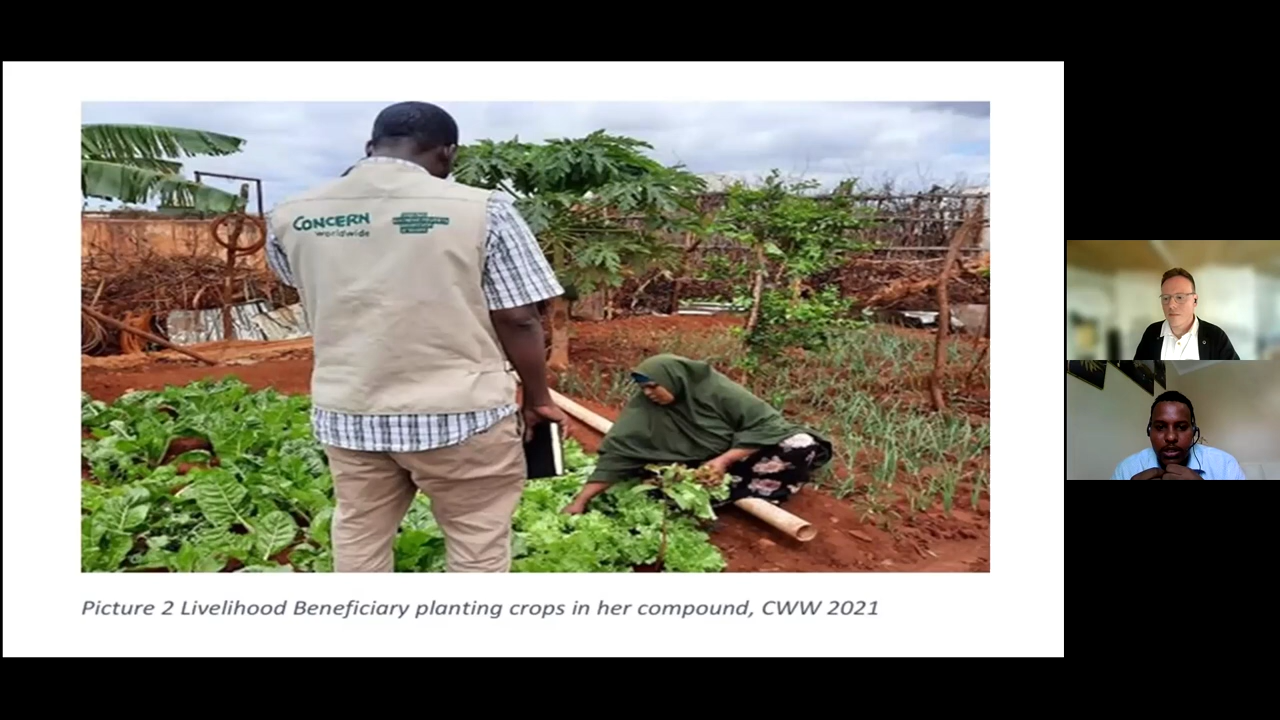 CONCERN
worldwide
Picture 2 Livelihood Beneficiary planting crops in her compound, CWW 2021